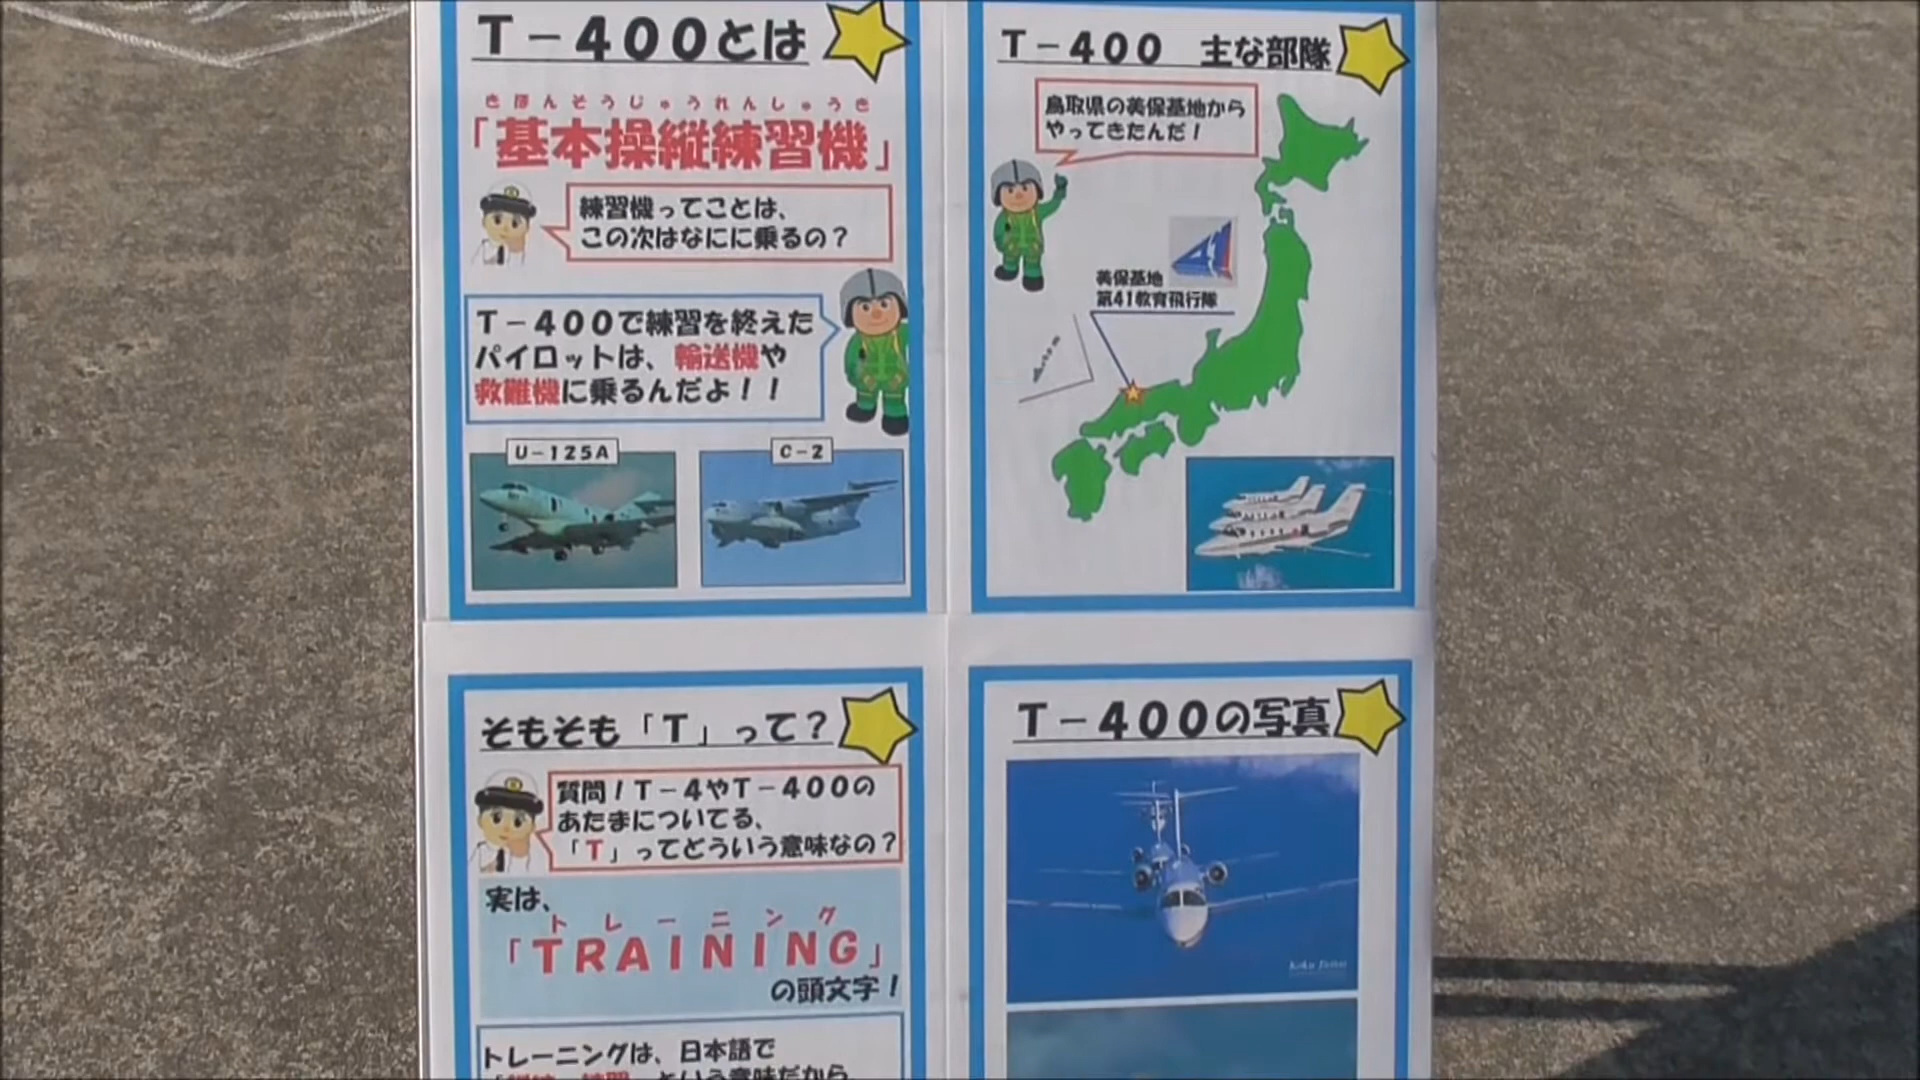 T-400とは
きほんそうじゅうれんしゅうき
「基本操縦練習機」
練習機ってことは、
この次はなにに乗るの？
T-400で練習を終えた
パイロットは、輸送機や
救難機に乗るんだよ！！
U-125A
C-2
T-400 主な部隊
鳥取県の美保基地から
やってきたんだ！
美保基地
第41教育飛行隊
そもそも「T」って？
質問！T-4やT-400の
あたまについてる、
「T」ってどういう意味なの？
実は、
トレーニング
「TRAINING」
の頭文字！
トレーニングは、日本語で
という意味だから
T-400の写真